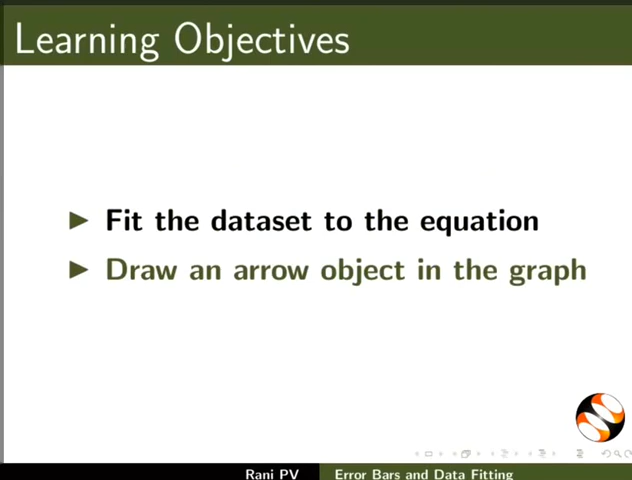 Learning Objectives
Fit the dataset to the equation
Draw an arrow object in the graph
Rani PV Error Bars and Data Fitting